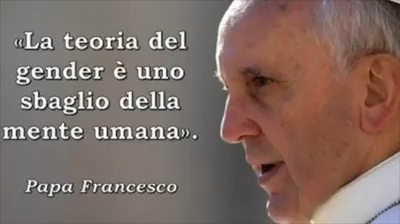 «La teoria del
gender è uno
sbaglio della
mente umana».
Papa Francesco